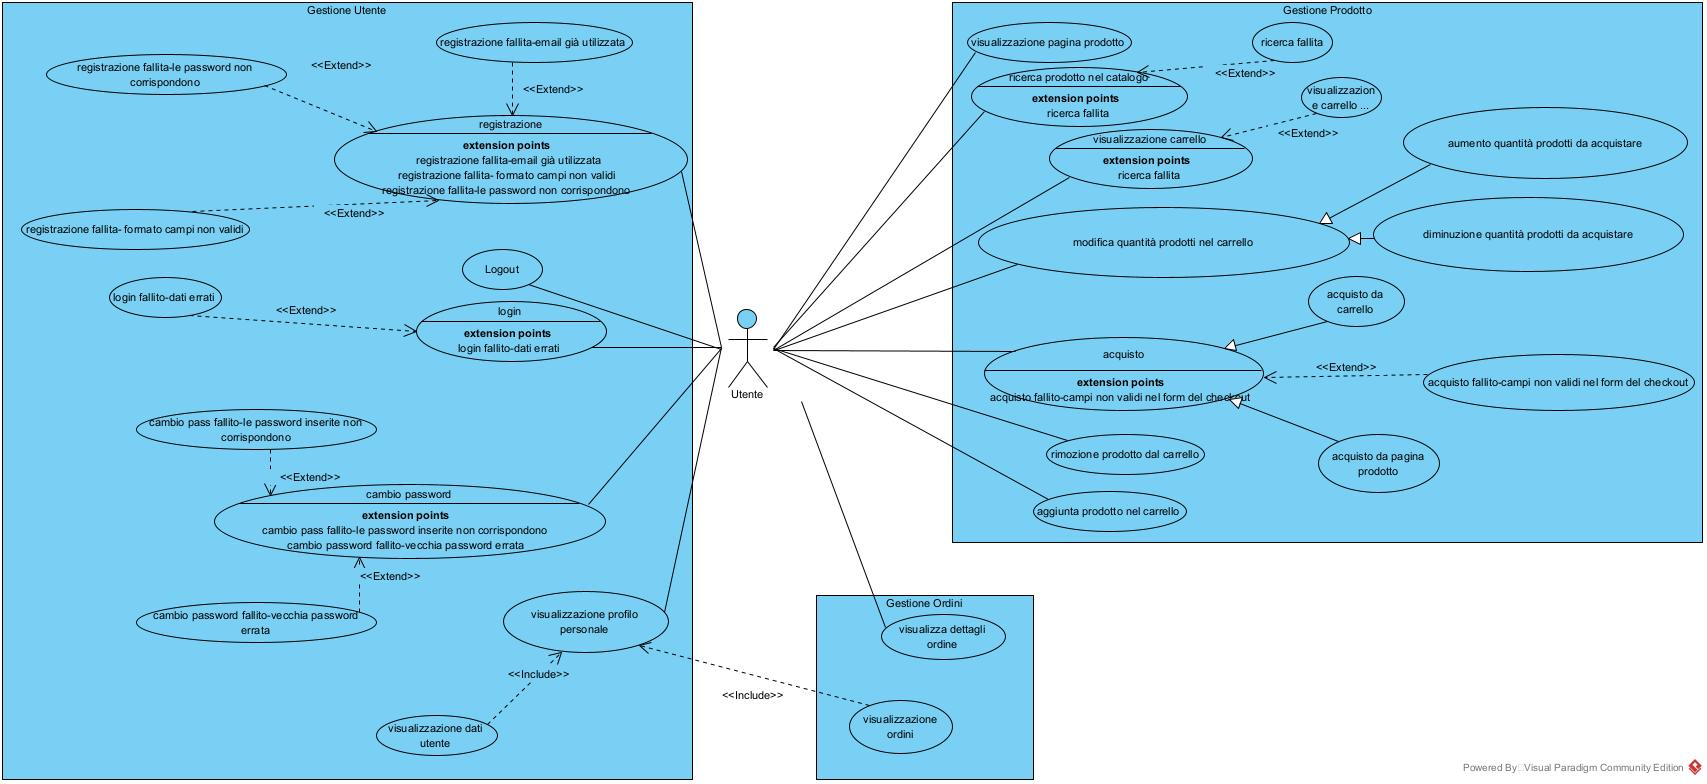 Gestione Utente
registrazione fallita-email già utilizzata
registrazione fallita-le password non
corrispondono
<<Extend>>
<<Extend>>
registrazione
extension points
registrazione fallita-email già utilizzata
registrazione fallita- formato campi non validi
registrazione fallita-le password non corrispondono
<<Extend>>
registrazione fallita- formato campi non validi
Logout
login fallito-dati errati
<<Extend>>
login
extension points
login fallito-dati errati
cambio pass fallito-le password inserite non
corrispondono
<<Extend>>
cambio password
extension points
cambio pass fallito-le password inserite non corrispondono
cambio password fallito-vecchia password errata
<<Extend>>
cambio password fallito-vecchia password
errata
visualizzazione profilo
personale
<<Include>>
visualizzazione dati
utente
<<Include>>
Utente
Gestione Prodotto
visualizzazione pagina prodotto
ricerca fallita
<<Extend>>
ricerca prodotto nel catalogo
extension points
ricerca fallita
visualizzazion
e carrello ...
<<Extend>>
visualizzazione carrello
extension points
ricerca fallita
aumento quantità prodotti da acquistare
modifica quantità prodotti nel carrello
diminuzione quantità prodotti da acquistare
acquisto da
carrello
acquisto
extension points
acquisto fallito-campi non validi nel form del checkout
<<Extend>>
acquisto fallito-campi non validi nel form del checkout
rimozione prodotto dal carrello
acquisto da pagina
prodotto
aggiunta prodotto nel carrello
Gestione Ordini
visualizza dettagli
ordine
visualizzazione
ordini
Powered By Visual Paradigm Community Edition